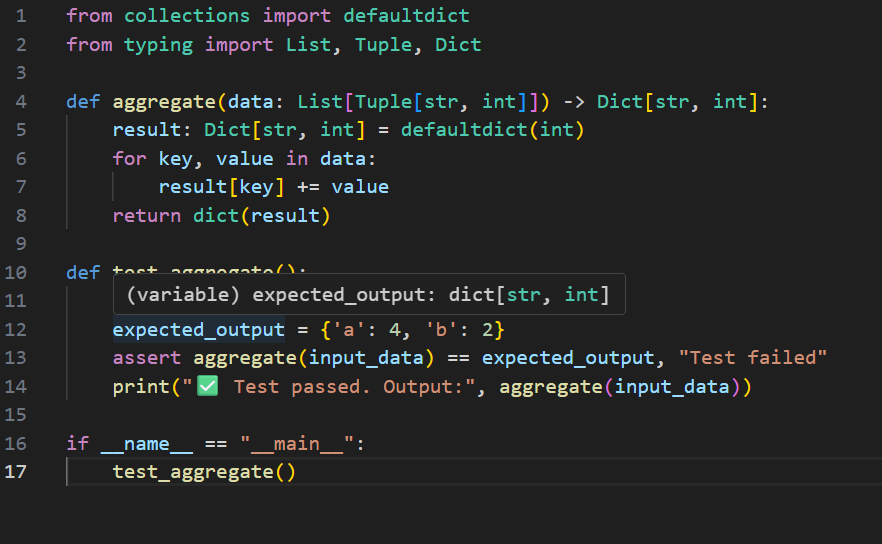 1 from collections import defaultdict
2 from typing import List, Tuple, Dict
3
4 def aggregate(data: List[Tuple[str, int]]) -> Dict[str, int]:
5     result: Dict[str, int] = defaultdict(int)
6     for key, value in data:
7         result[key] += value
8     return dict(result)
9
10 def test_aggregate():
(variable) expected_output: dict[str, int]
11
12     expected_output = {'a': 4, 'b': 2}
13     assert aggregate(input_data) == expected_output, "Test failed"
14     print("✅ Test passed. Output:", aggregate(input_data))
15
16 if __name__ == "__main__":
17     test_aggregate()